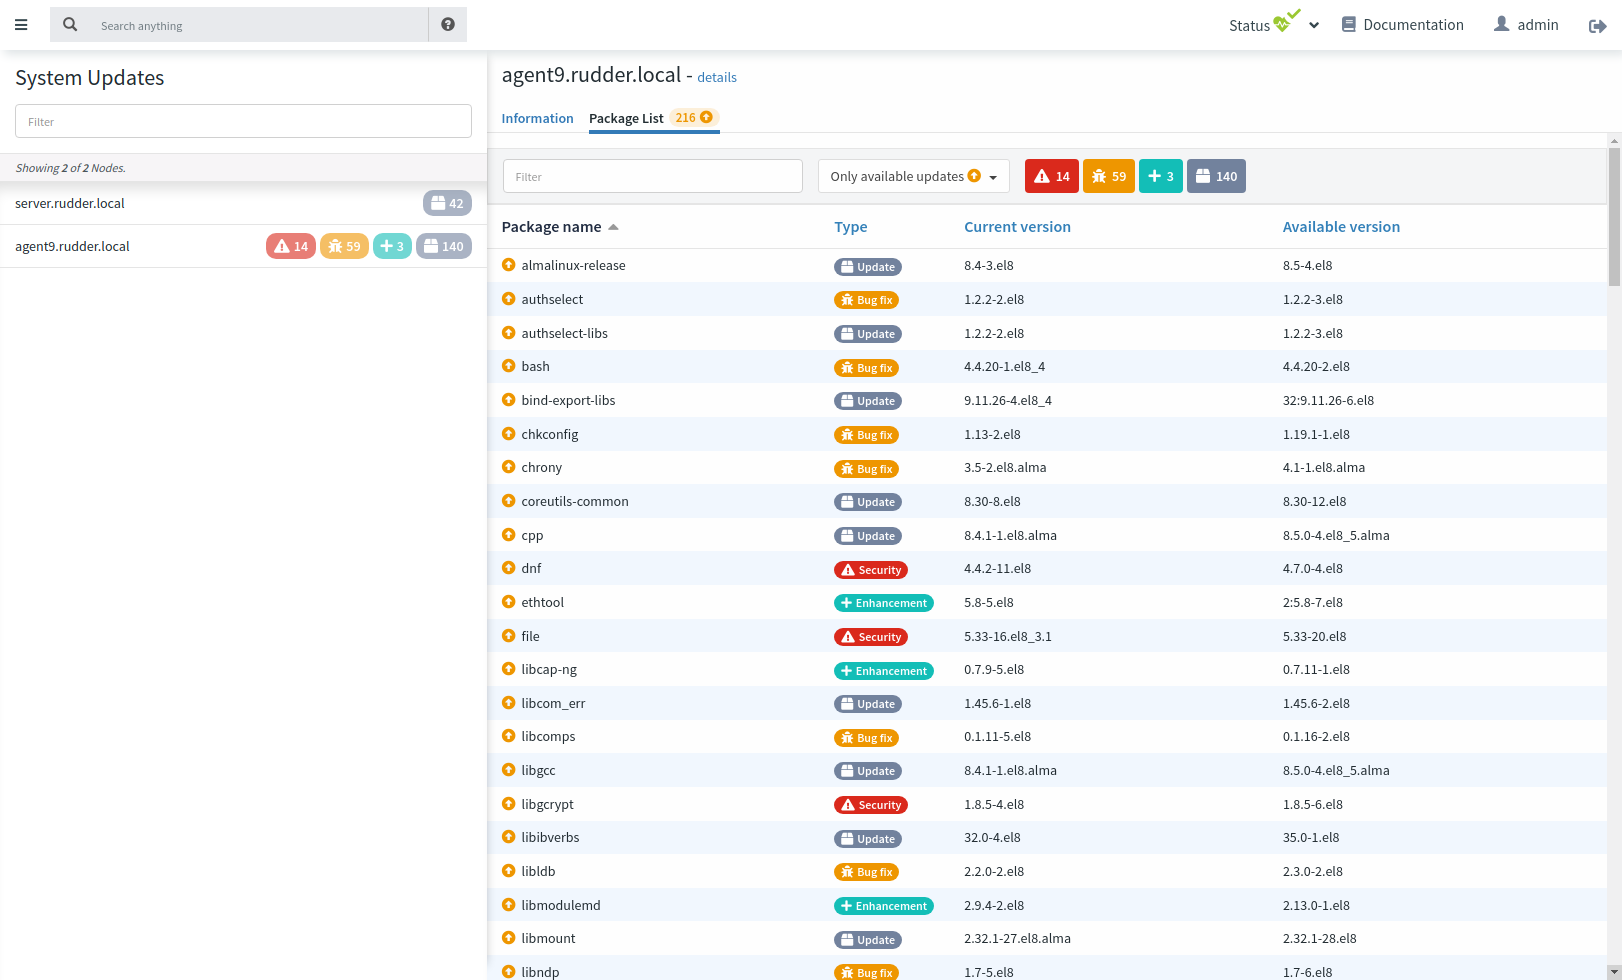 Search anything
Status
Documentation
admin
System Updates
Filter
Showing 2 of 2 Nodes.
server.rudder.local 42
agent9.rudder.local 14 59 3 140
agent9.rudder.local - details
Information Package List 216
Filter Only available updates 14 59 3 140
Package name Type Current version Available version
almalinux-release Update 8.4-3.el8 8.5-4.el8
authselect Bug fix 1.2.2-2.el8 1.2.2-3.el8
authselect-libs Update 1.2.2-2.el8 1.2.2-3.el8
bash Bug fix 4.4.20-1.el8_4 4.4.20-2.el8
bind-export-libs Update 9.11.26-4.el8_4 32:9.11.26-6.el8
chkconfig Bug fix 1.13-2.el8 1.19.1-1.el8
chrony Bug fix 3.5-2.el8.alma 4.1-1.el8.alma
coreutils-common Update 8.30-8.el8 8.30-12.el8
cpp Update 8.4.1-1.el8.alma 8.5.0-4.el8_5.alma
dnf Security 4.4.2-11.el8 4.7.0-4.el8
ethtool Enhancement 5.8-5.el8 2:5.8-7.el8
file Security 5.33-16.el8_3.1 5.33-20.el8
libcap-ng Enhancement 0.7.9-5.el8 0.7.11-1.el8
libcom_err Update 1.45.6-1.el8 1.45.6-2.el8
libcomps Bug fix 0.1.11-5.el8 0.1.16-2.el8
libgcc Update 8.4.1-1.el8.alma 8.5.0-4.el8_5.alma
libgcrypt Security 1.8.5-4.el8 1.8.5-6.el8
libibverbs Update 32.0-4.el8 35.0-1.el8
libldb Bug fix 2.2.0-2.el8 2.3.0-2.el8
libmodulemd Enhancement 2.9.4-2.el8 2.13.0-1.el8
libmount Update 2.32.1-27.el8.alma 2.32.1-28.el8
libndp Bug fix 1.7-5.el8 1.7-6.el8